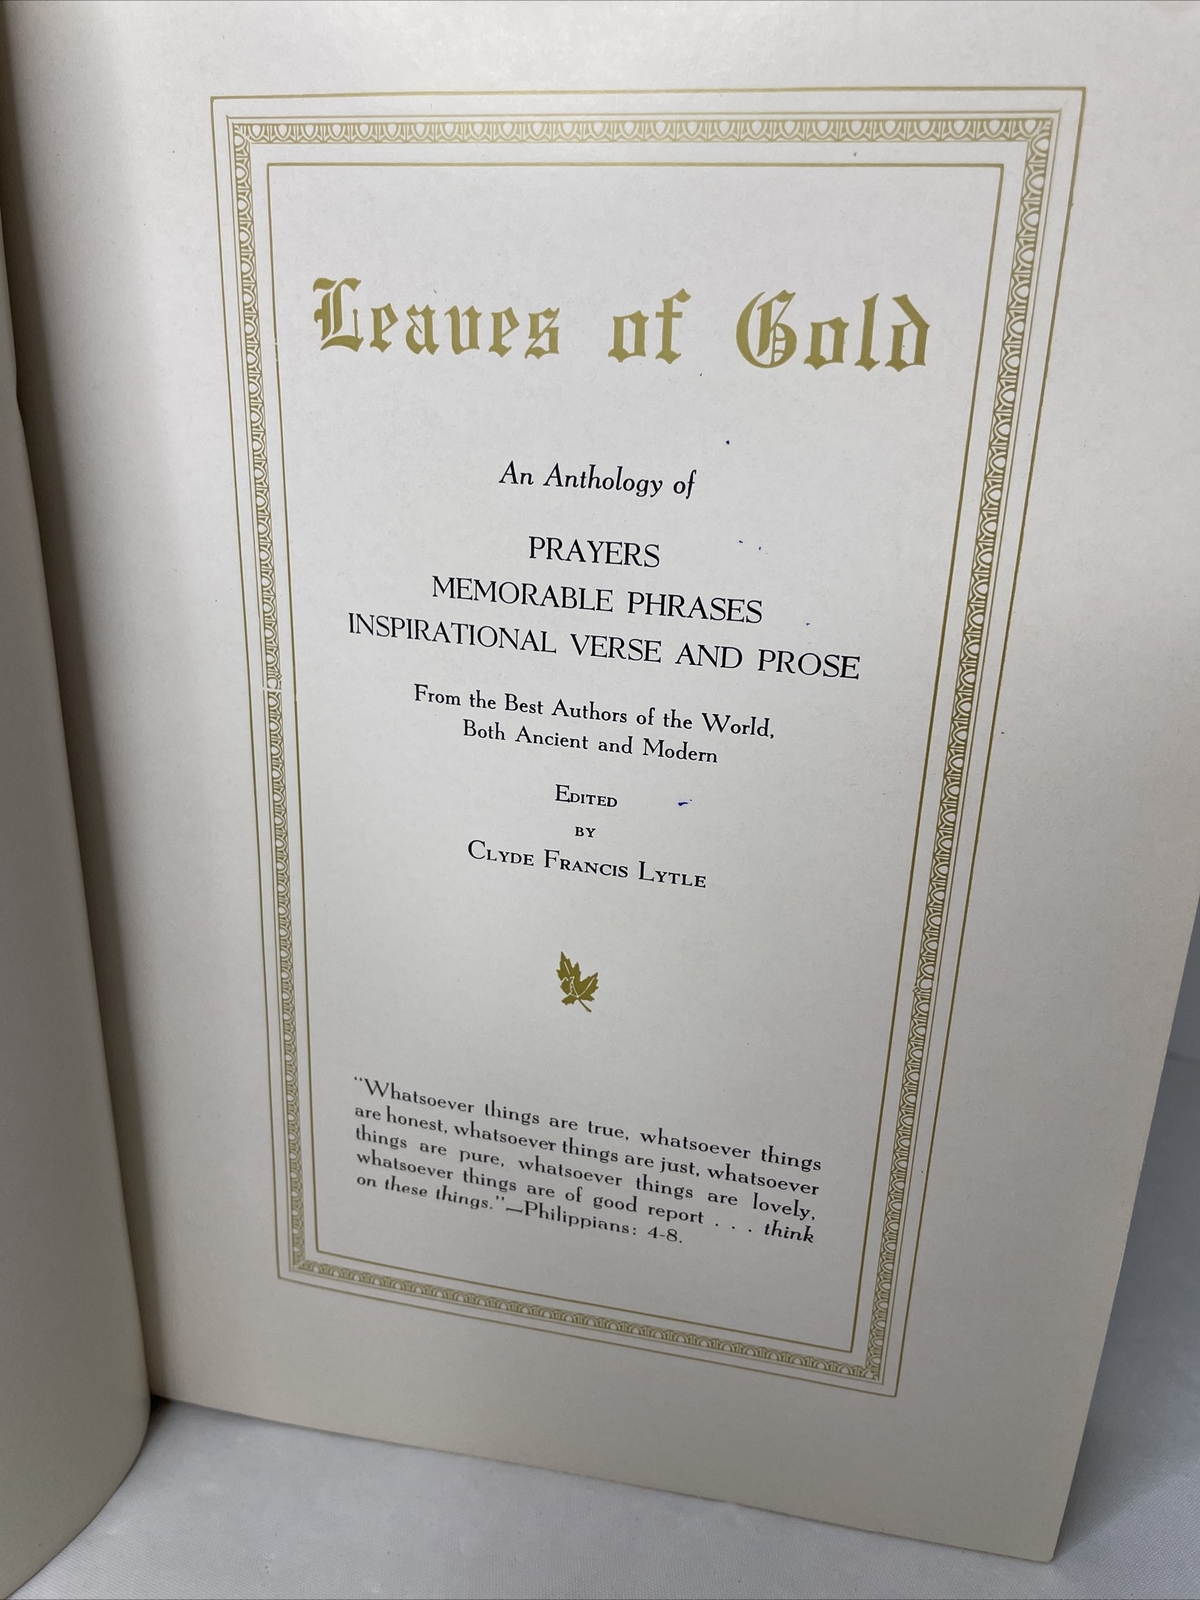 Leaves of Gold
An Anthology of
PRAYERS
MEMORABLE PHRASES
INSPIRATIONAL VERSE AND PROSE
From the Best Authors of the World,
Both Ancient and Modern
EDITED
BY
CLYDE FRANCIS LYTLE
"Whatsoever things are true, whatsoever things
are honest, whatsoever things are just, whatsoever
things are pure, whatsoever things are lovely,
whatsoever things are of good report . . . think
on these things."—Philippians: 4-8.